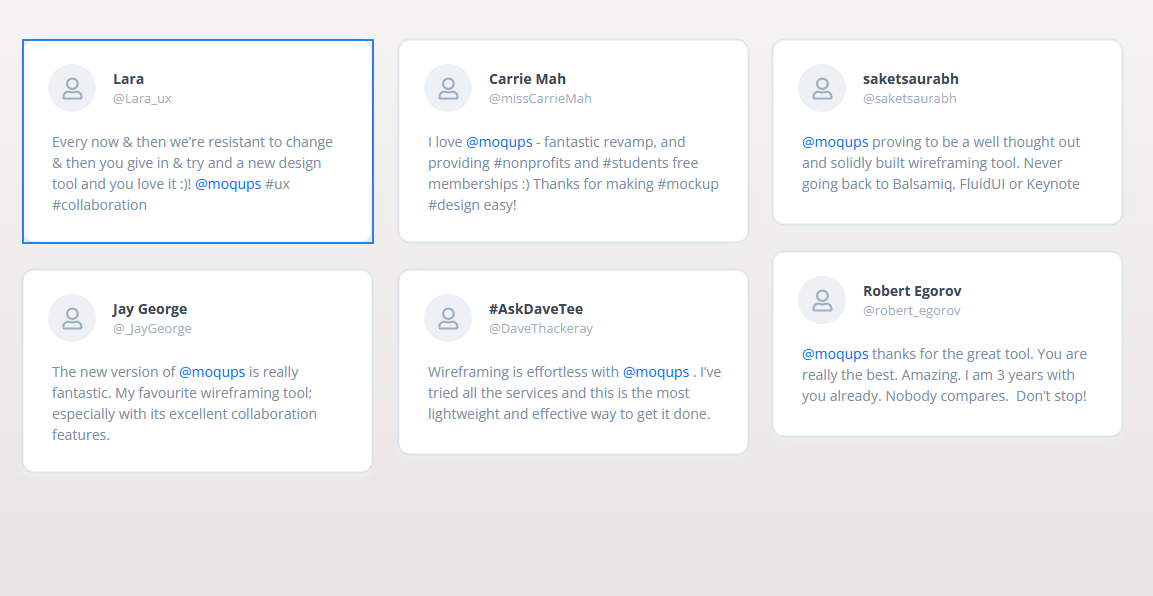 Lara
@Lara_ux
Every now & then we’re resistant to change
& then you give in & try and a new design
tool and you love it :)! @moqups #ux
#collaboration
Carrie Mah
@missCarrieMah
I love @moqups - fantastic revamp, and
providing #nonprofits and #students free
memberships :) Thanks for making #mockup
#design easy!
saketsaurabh
@saketsaurabh
@moqups proving to be a well thought out
and solidly built wireframing tool. Never
going back to Balsamiq, FluidUI or Keynote
Jay George
@_JayGeorge
The new version of @moqups is really
fantastic. My favourite wireframing tool;
especially with its excellent collaboration
features.
#AskDaveTee
@DaveThackeray
Wireframing is effortless with @moqups . I’ve
tried all the services and this is the most
lightweight and effective way to get it done.
Robert Egorov
@robert_egorov
@moqups thanks for the great tool. You are
really the best. Amazing. I am 3 years with
you already. Nobody compares.  Don’t stop!